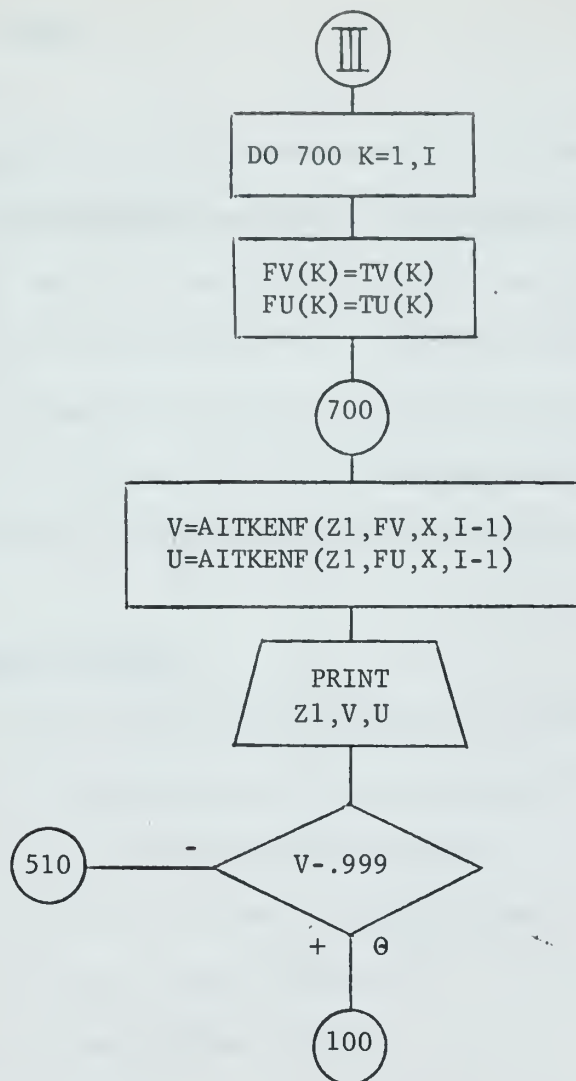 III
DO 700 K=1,I
FV(K)=TV(K)
FU(K)=TU(K)
700
V=AITKENF(Z1,FV,X,I-1)
U=AITKENF(Z1,FU,X,I-1)
PRINT
Z1,V,U
-
510
V-.999
+ 0
100